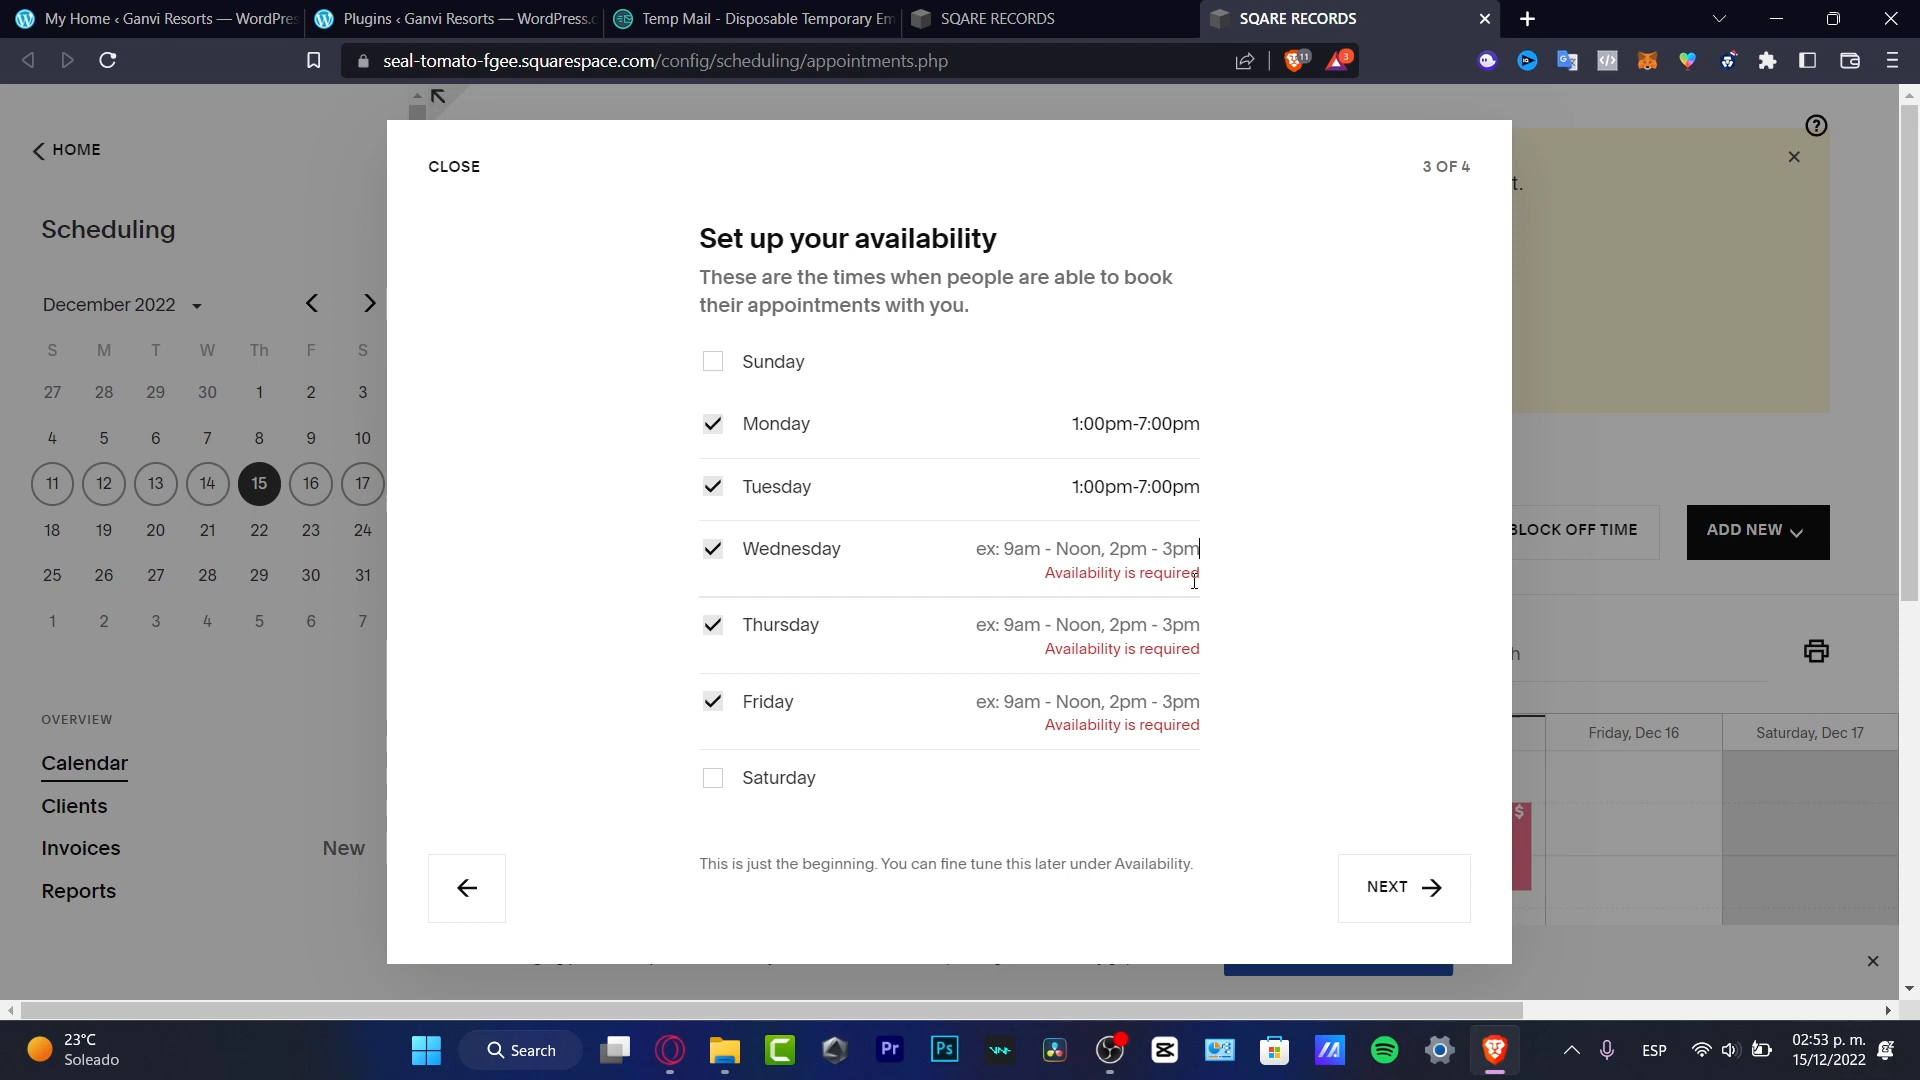 My Home ‹ Ganvi Resorts — WordPres
Plugins ‹ Ganvi Resorts — WordPress.c
Temp Mail - Disposable Temporary Em
SQARE RECORDS
SQARE RECORDS
seal-tomato-fgee.squarespace.com/config/scheduling/appointments.php
11
3
HOME
CLOSE
3 OF 4
t.
Scheduling
Set up your availability
These are the times when people are able to book
their appointments with you.
December 2022
S M T W Th F S
27 28 29 30 1 2 3
4 5 6 7 8 9 10
11 12 13 14 15 16 17
18 19 20 21 22 23 24
25 26 27 28 29 30 31
1 2 3 4 5 6 7
Sunday
Monday 1:00pm-7:00pm
Tuesday 1:00pm-7:00pm
Wednesday ex: 9am - Noon, 2pm - 3pm
Availability is required
Thursday ex: 9am - Noon, 2pm - 3pm
Availability is required
Friday ex: 9am - Noon, 2pm - 3pm
Availability is required
Saturday
BLOCK OFF TIME
ADD NEW
h
Friday, Dec 16
Saturday, Dec 17
$
OVERVIEW
Calendar
Clients
Invoices New
Reports
This is just the beginning. You can fine tune this later under Availability.
NEXT
23°C
Soleado
Search
Pr
Ps
ESP
02:53 p. m.
15/12/2022